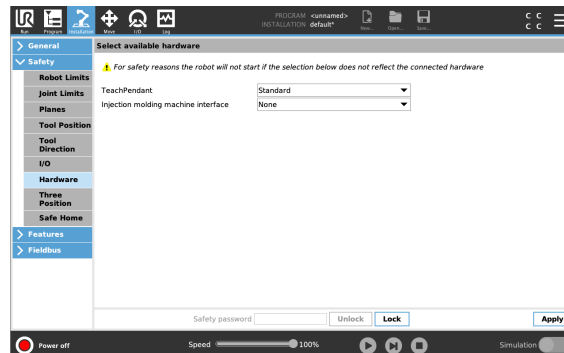 UR
Run Program Installation Move I/O Log
PROGRAM <unnamed>
INSTALLATION default*
New... Open... Save...
C C
C C
General
Select available hardware
Safety
For safety reasons the robot will not start if the selection below does not reflect the connected hardware
Robot Limits
TeachPendant Standard
Joint Limits
Injection molding machine interface None
Planes
Tool Position
Tool
Direction
I/O
Hardware
Three
Position
Safe Home
Features
Fieldbus
Safety password Unlock Lock Apply
Power off Speed 100% Simulation